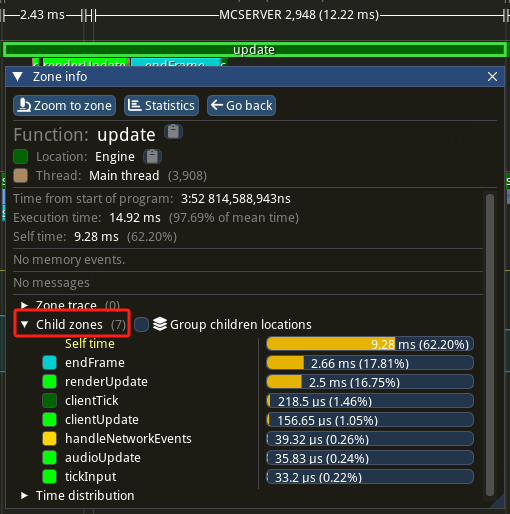 2.43 ms MCSERVER 2,948 (12.22 ms)
update
renderUpdate endFrame
Zone info
Zoom to zone Statistics Go back
Function: update
Location: Engine
Thread: Main thread (3,908)
Time from start of program: 3:52 814,588,943ns
Execution time: 14.92 ms (97.69% of mean time)
Self time: 9.28 ms (62.20%)
No memory events.
No messages
Zone trace (0)
Child zones (7) Group children locations
Self time 9.28 ms (62.20%)
endFrame 2.66 ms (17.81%)
renderUpdate 2.5 ms (16.75%)
clientTick 218.5 μs (1.46%)
clientUpdate 156.65 μs (1.05%)
handleNetworkEvents 39.32 μs (0.26%)
audioUpdate 35.83 μs (0.24%)
tickInput 33.2 μs (0.22%)
Time distribution